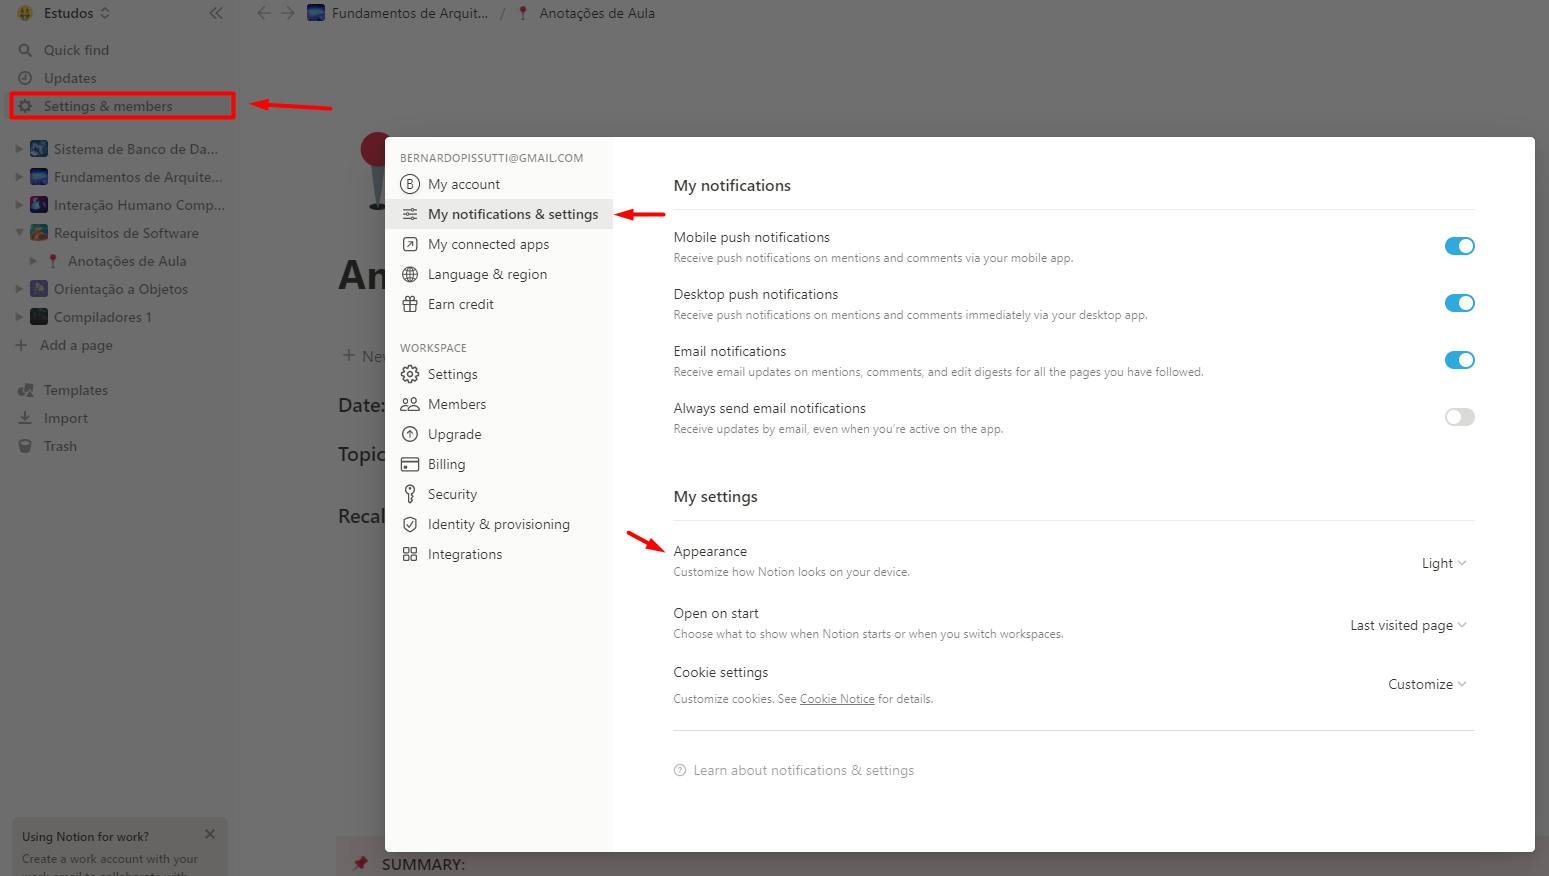 Estudos
Quick find
Updates
Settings & members
Sistema de Banco de Da...
Fundamentos de Arquite...
Interação Humano Comp...
Requisitos de Software
Anotações de Aula
Orientação a Objetos
Compiladores 1
Add a page
Templates
Import
Trash
Using Notion for work?
Create a work account with your
Fundamentos de Arquit... / Anotações de Aula
An
+ New
Date:
Topic
Recal
SUMMARY:
BERNARDOPISSUTTI@GMAIL.COM
B My account
My notifications & settings
My connected apps
Language & region
Earn credit
WORKSPACE
Settings
Members
Upgrade
Billing
Security
Identity & provisioning
Integrations
My notifications
Mobile push notifications
Receive push notifications on mentions and comments via your mobile app.
Desktop push notifications
Receive push notifications on mentions and comments immediately via your desktop app.
Email notifications
Receive email updates on mentions, comments, and edit digests for all the pages you have followed.
Always send email notifications
Receive updates by email, even when you're active on the app.
My settings
Appearance
Customize how Notion looks on your device.
Light
Open on start
Choose what to show when Notion starts or when you switch workspaces.
Last visited page
Cookie settings
Customize cookies. See Cookie Notice for details.
Customize
Learn about notifications & settings